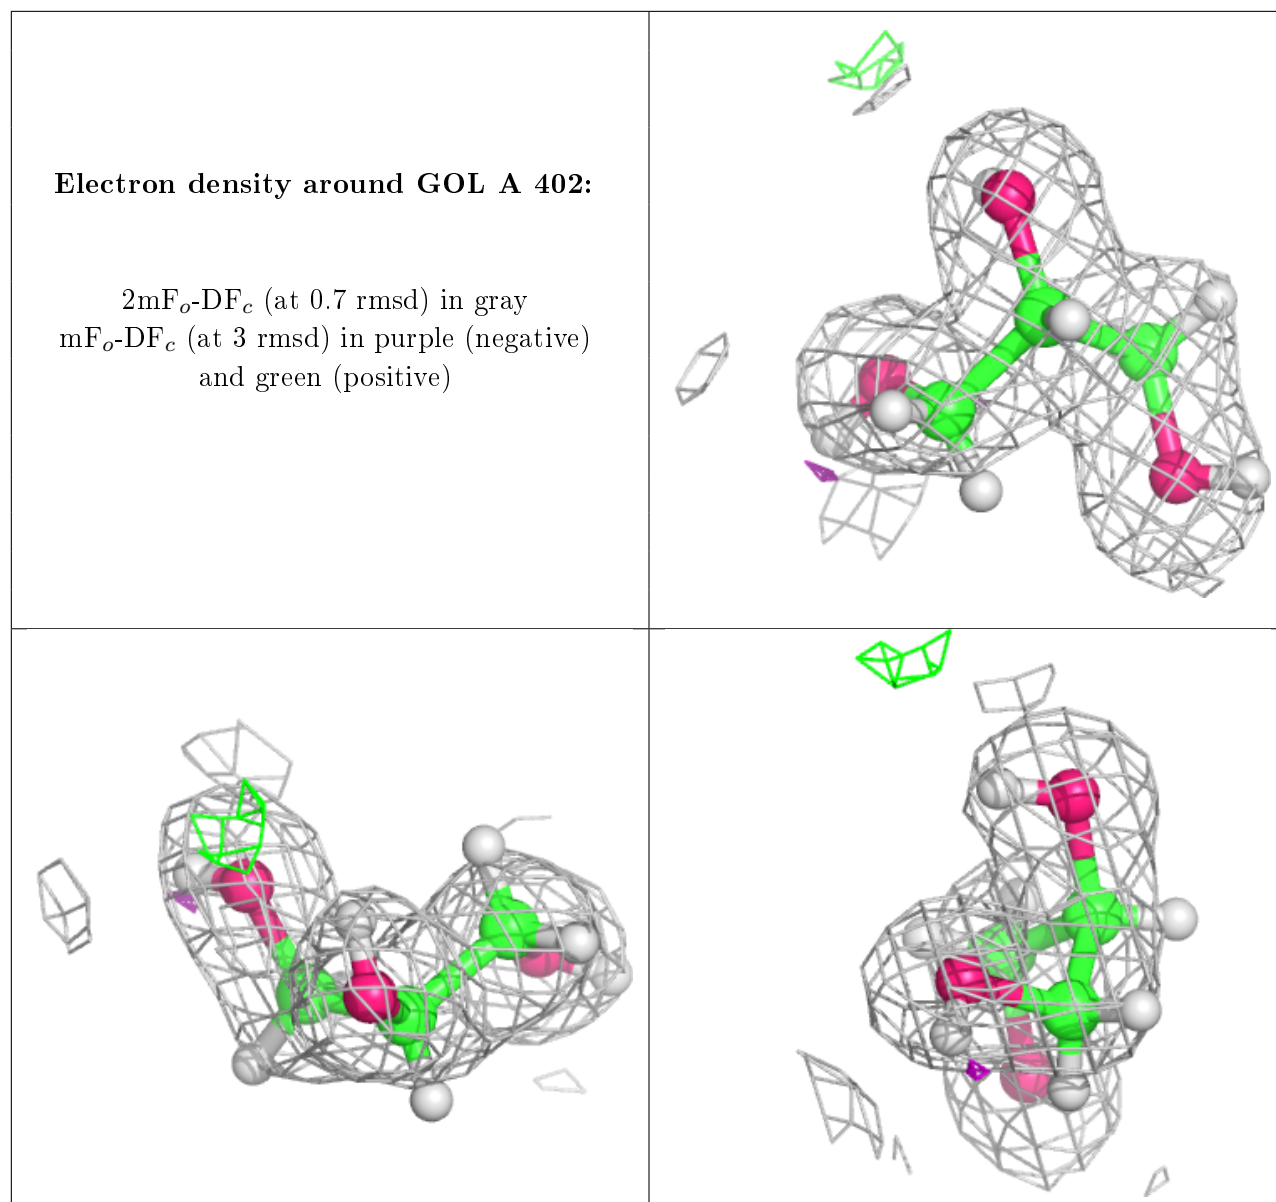 Electron density around GOL A 402:
2mFₒ-DF𝒸 (at 0.7 rmsd) in gray
mFₒ-DF𝒸 (at 3 rmsd) in purple (negative)
and green (positive)